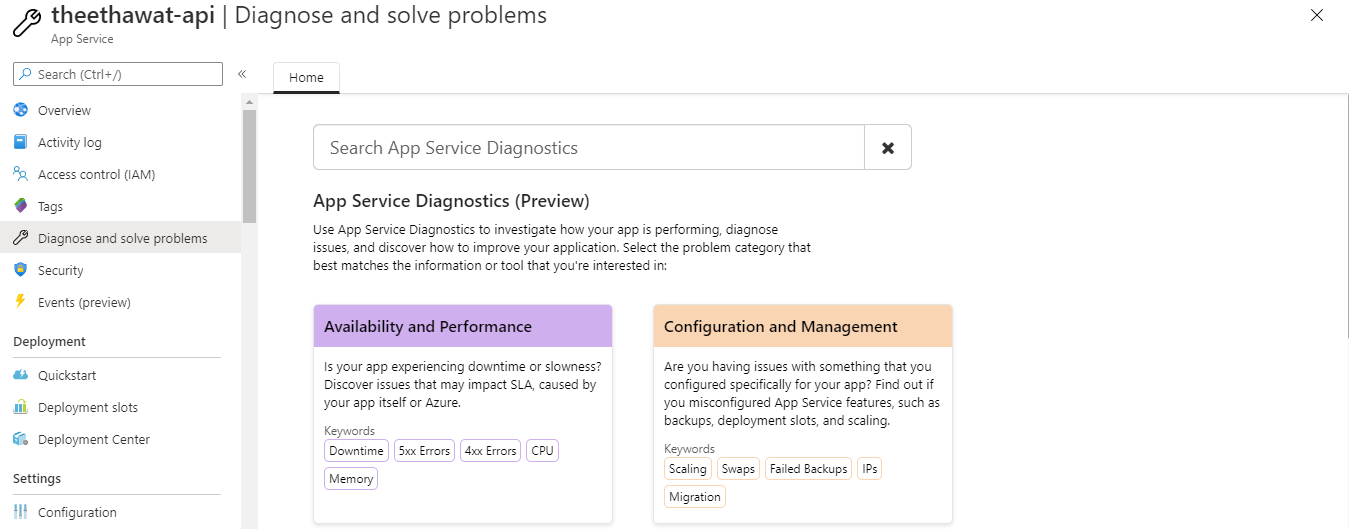 theethawat-api | Diagnose and solve problems
App Service
Search (Ctrl+/)
«
Overview
Activity log
Access control (IAM)
Tags
Diagnose and solve problems
Security
Events (preview)
Deployment
Quickstart
Deployment slots
Deployment Center
Settings
Configuration
Home
Search App Service Diagnostics
App Service Diagnostics (Preview)
Use App Service Diagnostics to investigate how your app is performing, diagnose
issues, and discover how to improve your application. Select the problem category that
best matches the information or tool that you're interested in:
Availability and Performance
Is your app experiencing downtime or slowness?
Discover issues that may impact SLA, caused by
your app itself or Azure.
Keywords
Downtime 5xx Errors 4xx Errors CPU
Memory
Configuration and Management
Are you having issues with something that you
configured specifically for your app? Find out if
you misconfigured App Service features, such as
backups, deployment slots, and scaling.
Keywords
Scaling Swaps Failed Backups IPs
Migration